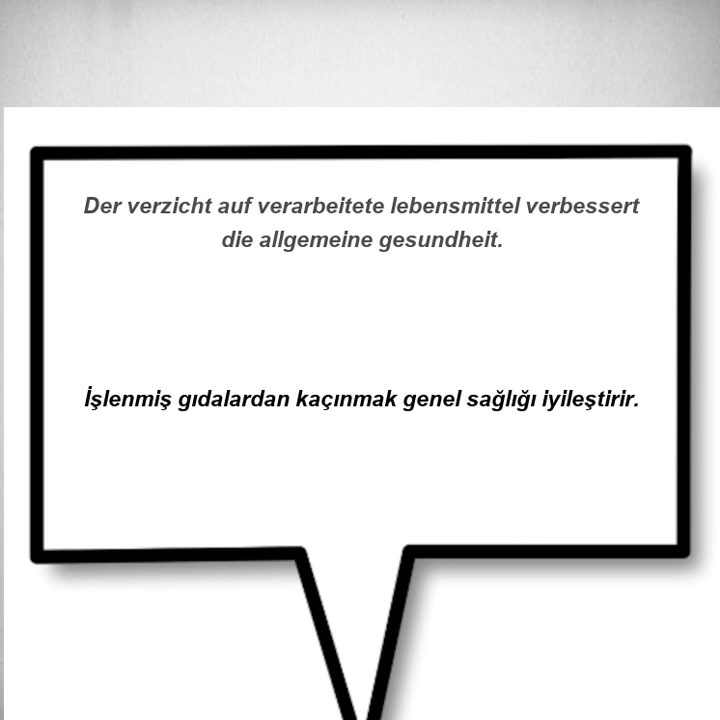 Der verzicht auf verarbeitete lebensmittel verbessert
die allgemeine gesundheit.
İşlenmiş gıdalardan kaçınmak genel sağlığı iyileştirir.